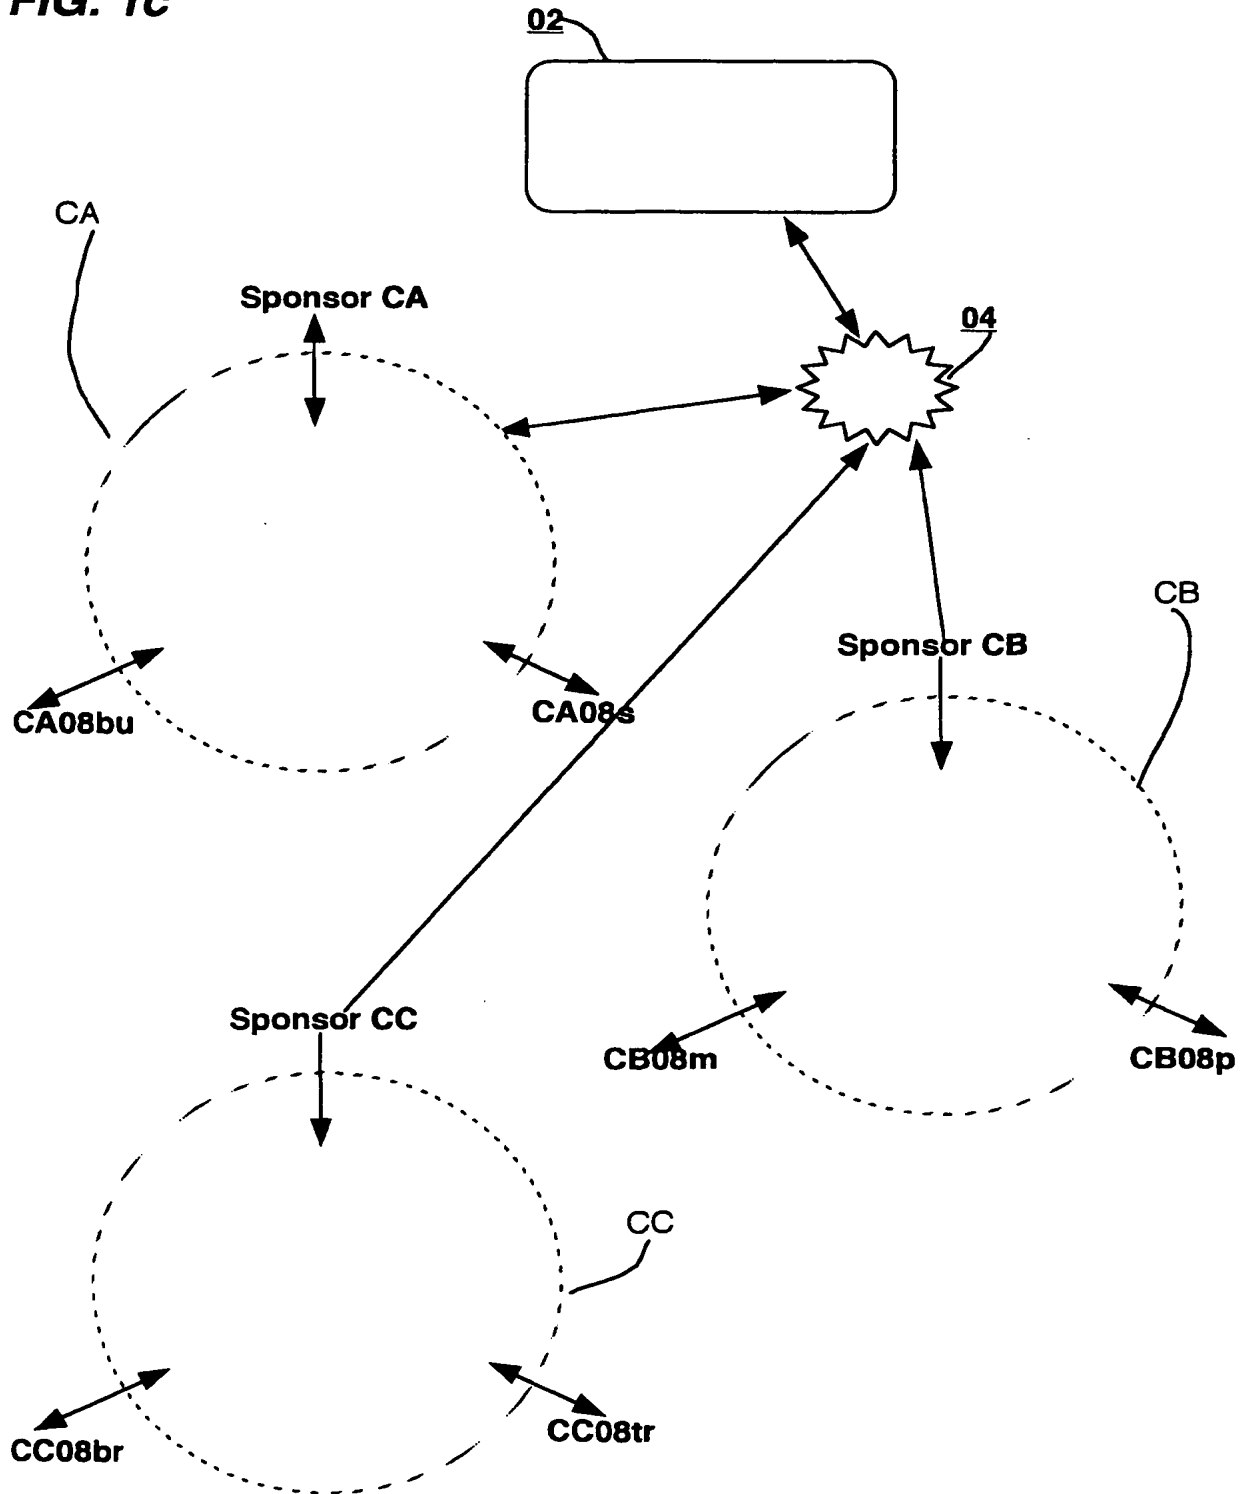 FIG. 1c
02
CA
Sponsor CA
04
CB
Sponsor CB
CA08bu
CA08s
Sponsor CC
CB08m
CB08p
CC
CC08br
CC08tr